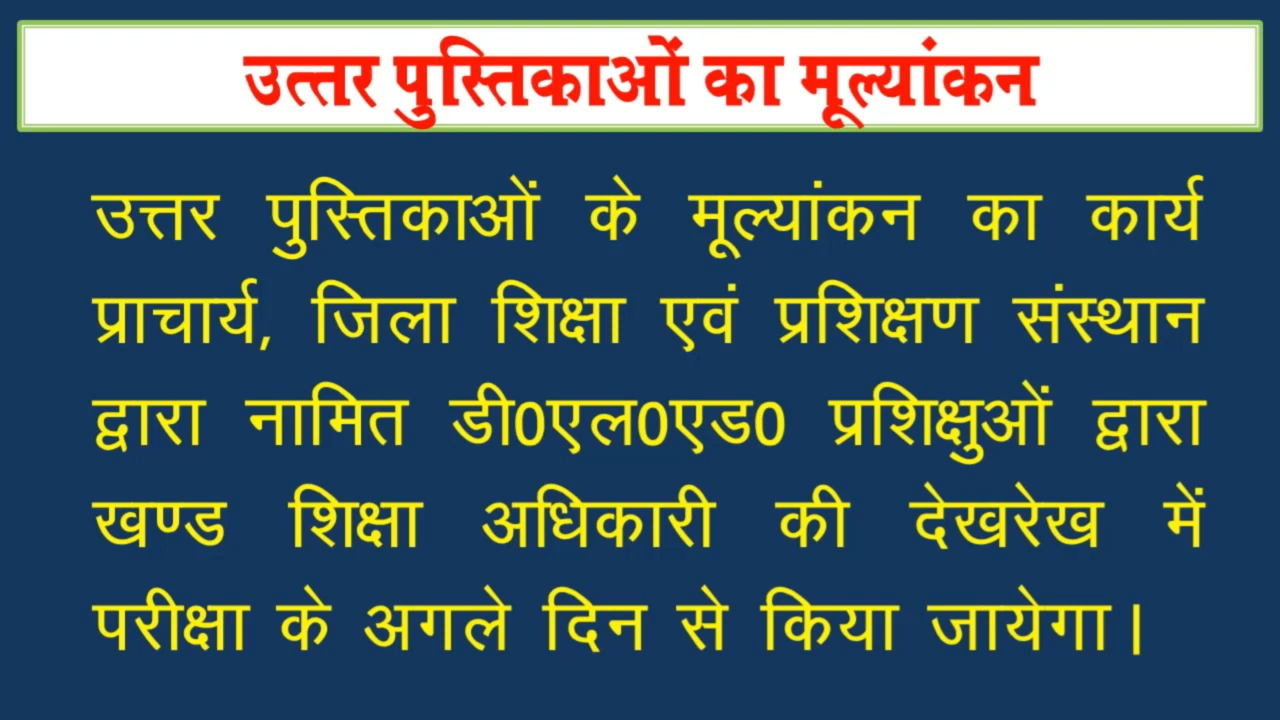 उत्तर पुस्तिकाओं का मूल्यांकन
उत्तर पुस्तिकाओं के मूल्यांकन का कार्य
प्राचार्य, जिला शिक्षा एवं प्रशिक्षण संस्थान
द्वारा नामित डी0एल0एड0 प्रशिक्षुओं द्वारा
खण्ड शिक्षा अधिकारी की देखरेख में
परीक्षा के अगले दिन से किया जायेगा।